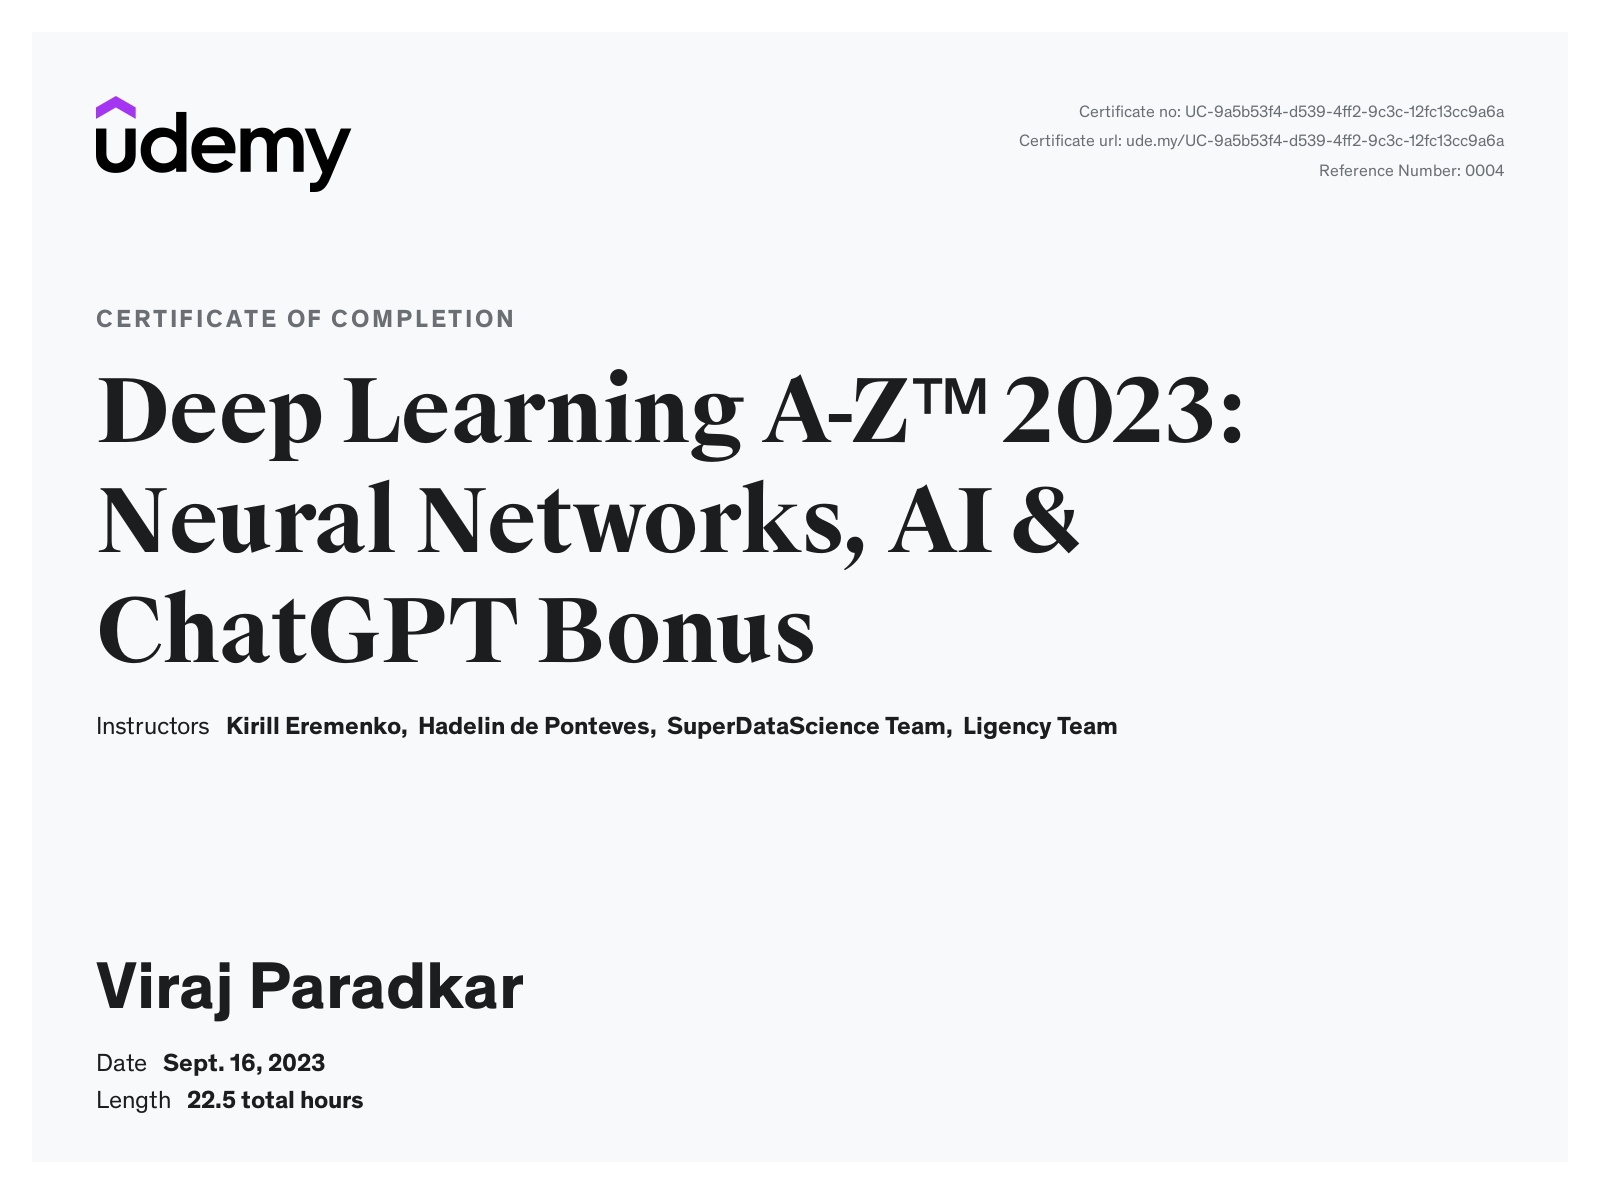 udemy
Certificate no: UC-9a5b53f4-d539-4ff2-9c3c-12fc13cc9a6a
Certificate url: ude.my/UC-9a5b53f4-d539-4ff2-9c3c-12fc13cc9a6a
Reference Number: 0004
CERTIFICATE OF COMPLETION
Deep Learning A-Z™ 2023:
Neural Networks, AI &
ChatGPT Bonus
Instructors Kirill Eremenko, Hadelin de Ponteves, SuperDataScience Team, Ligency Team
Viraj Paradkar
Date Sept. 16, 2023
Length 22.5 total hours